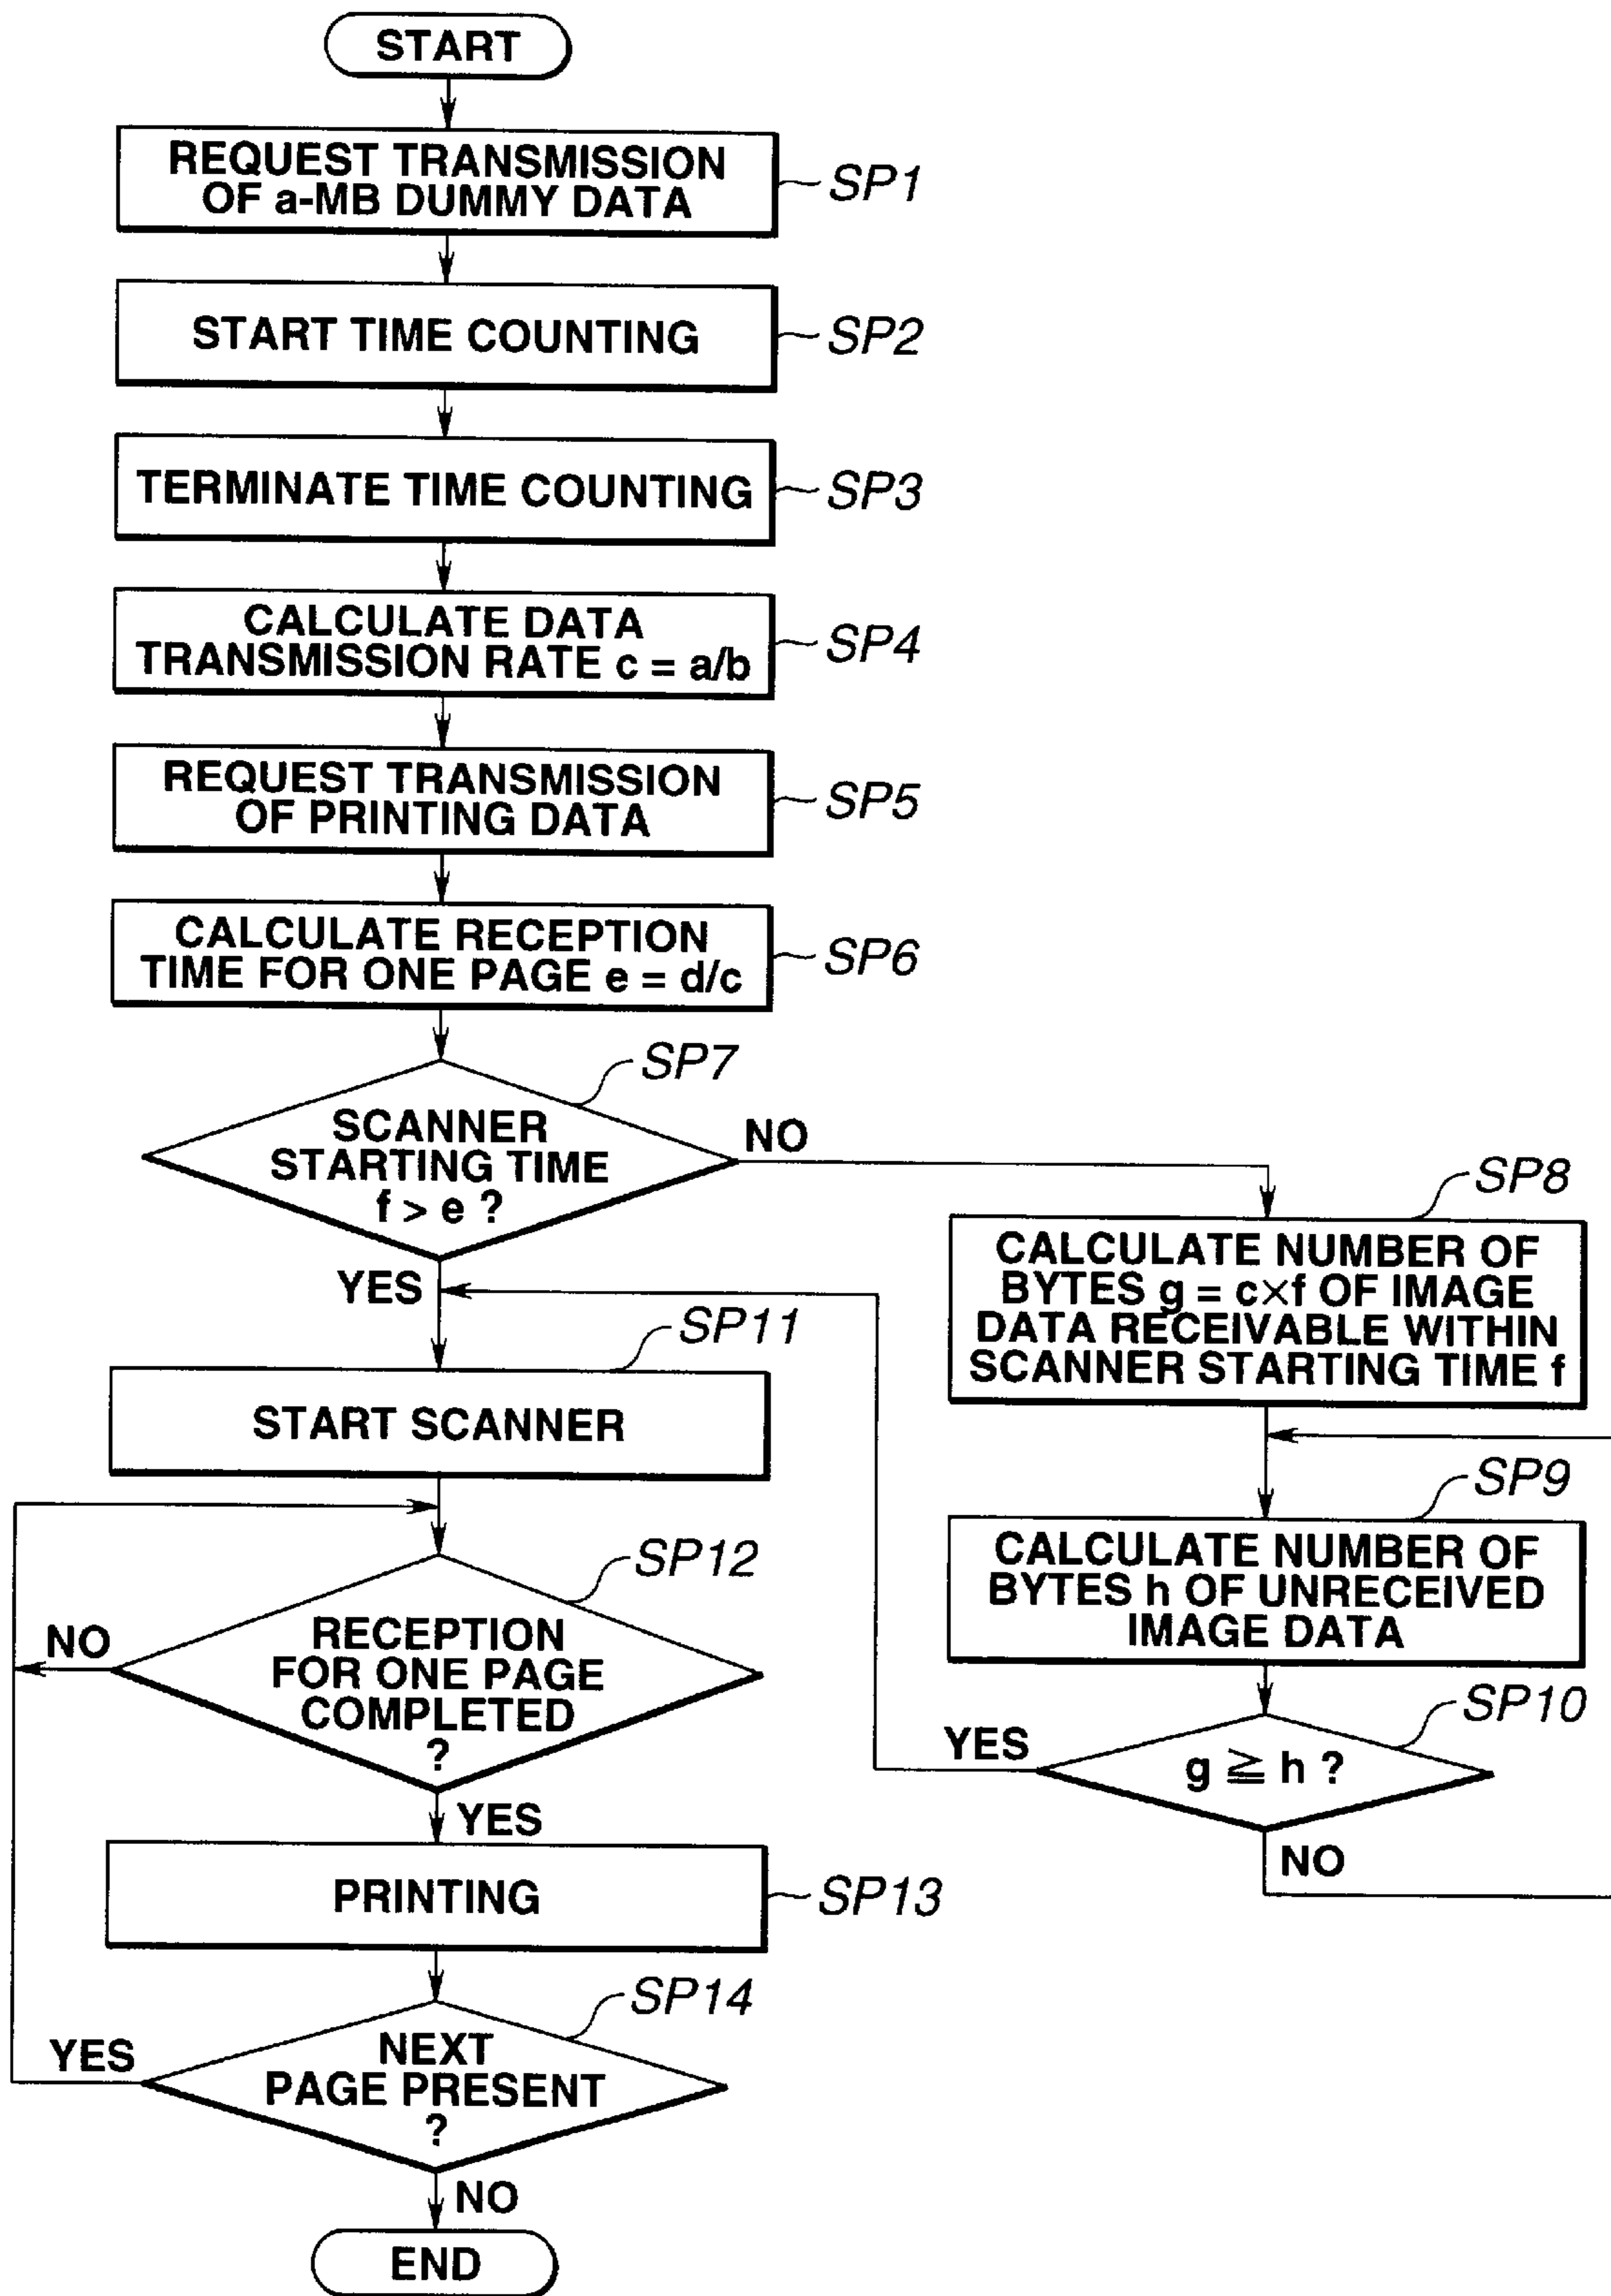 START
REQUEST TRANSMISSION
OF a-MB DUMMY DATA
SP1
START TIME COUNTING
SP2
TERMINATE TIME COUNTING
SP3
CALCULATE DATA
TRANSMISSION RATE c = a/b
SP4
REQUEST TRANSMISSION
OF PRINTING DATA
SP5
CALCULATE RECEPTION
TIME FOR ONE PAGE e = d/c
SP6
SP7
SCANNER
STARTING TIME
f > e ?
NO
YES
SP8
CALCULATE NUMBER OF
BYTES g = c×f OF IMAGE
DATA RECEIVABLE WITHIN
SCANNER STARTING TIME f
SP9
CALCULATE NUMBER OF
BYTES h OF UNRECEIVED
IMAGE DATA
SP10
g ≧ h ?
YES
NO
SP11
START SCANNER
SP12
RECEPTION
FOR ONE PAGE
COMPLETED
?
NO
YES
PRINTING
SP13
SP14
NEXT
PAGE PRESENT
?
YES
NO
END